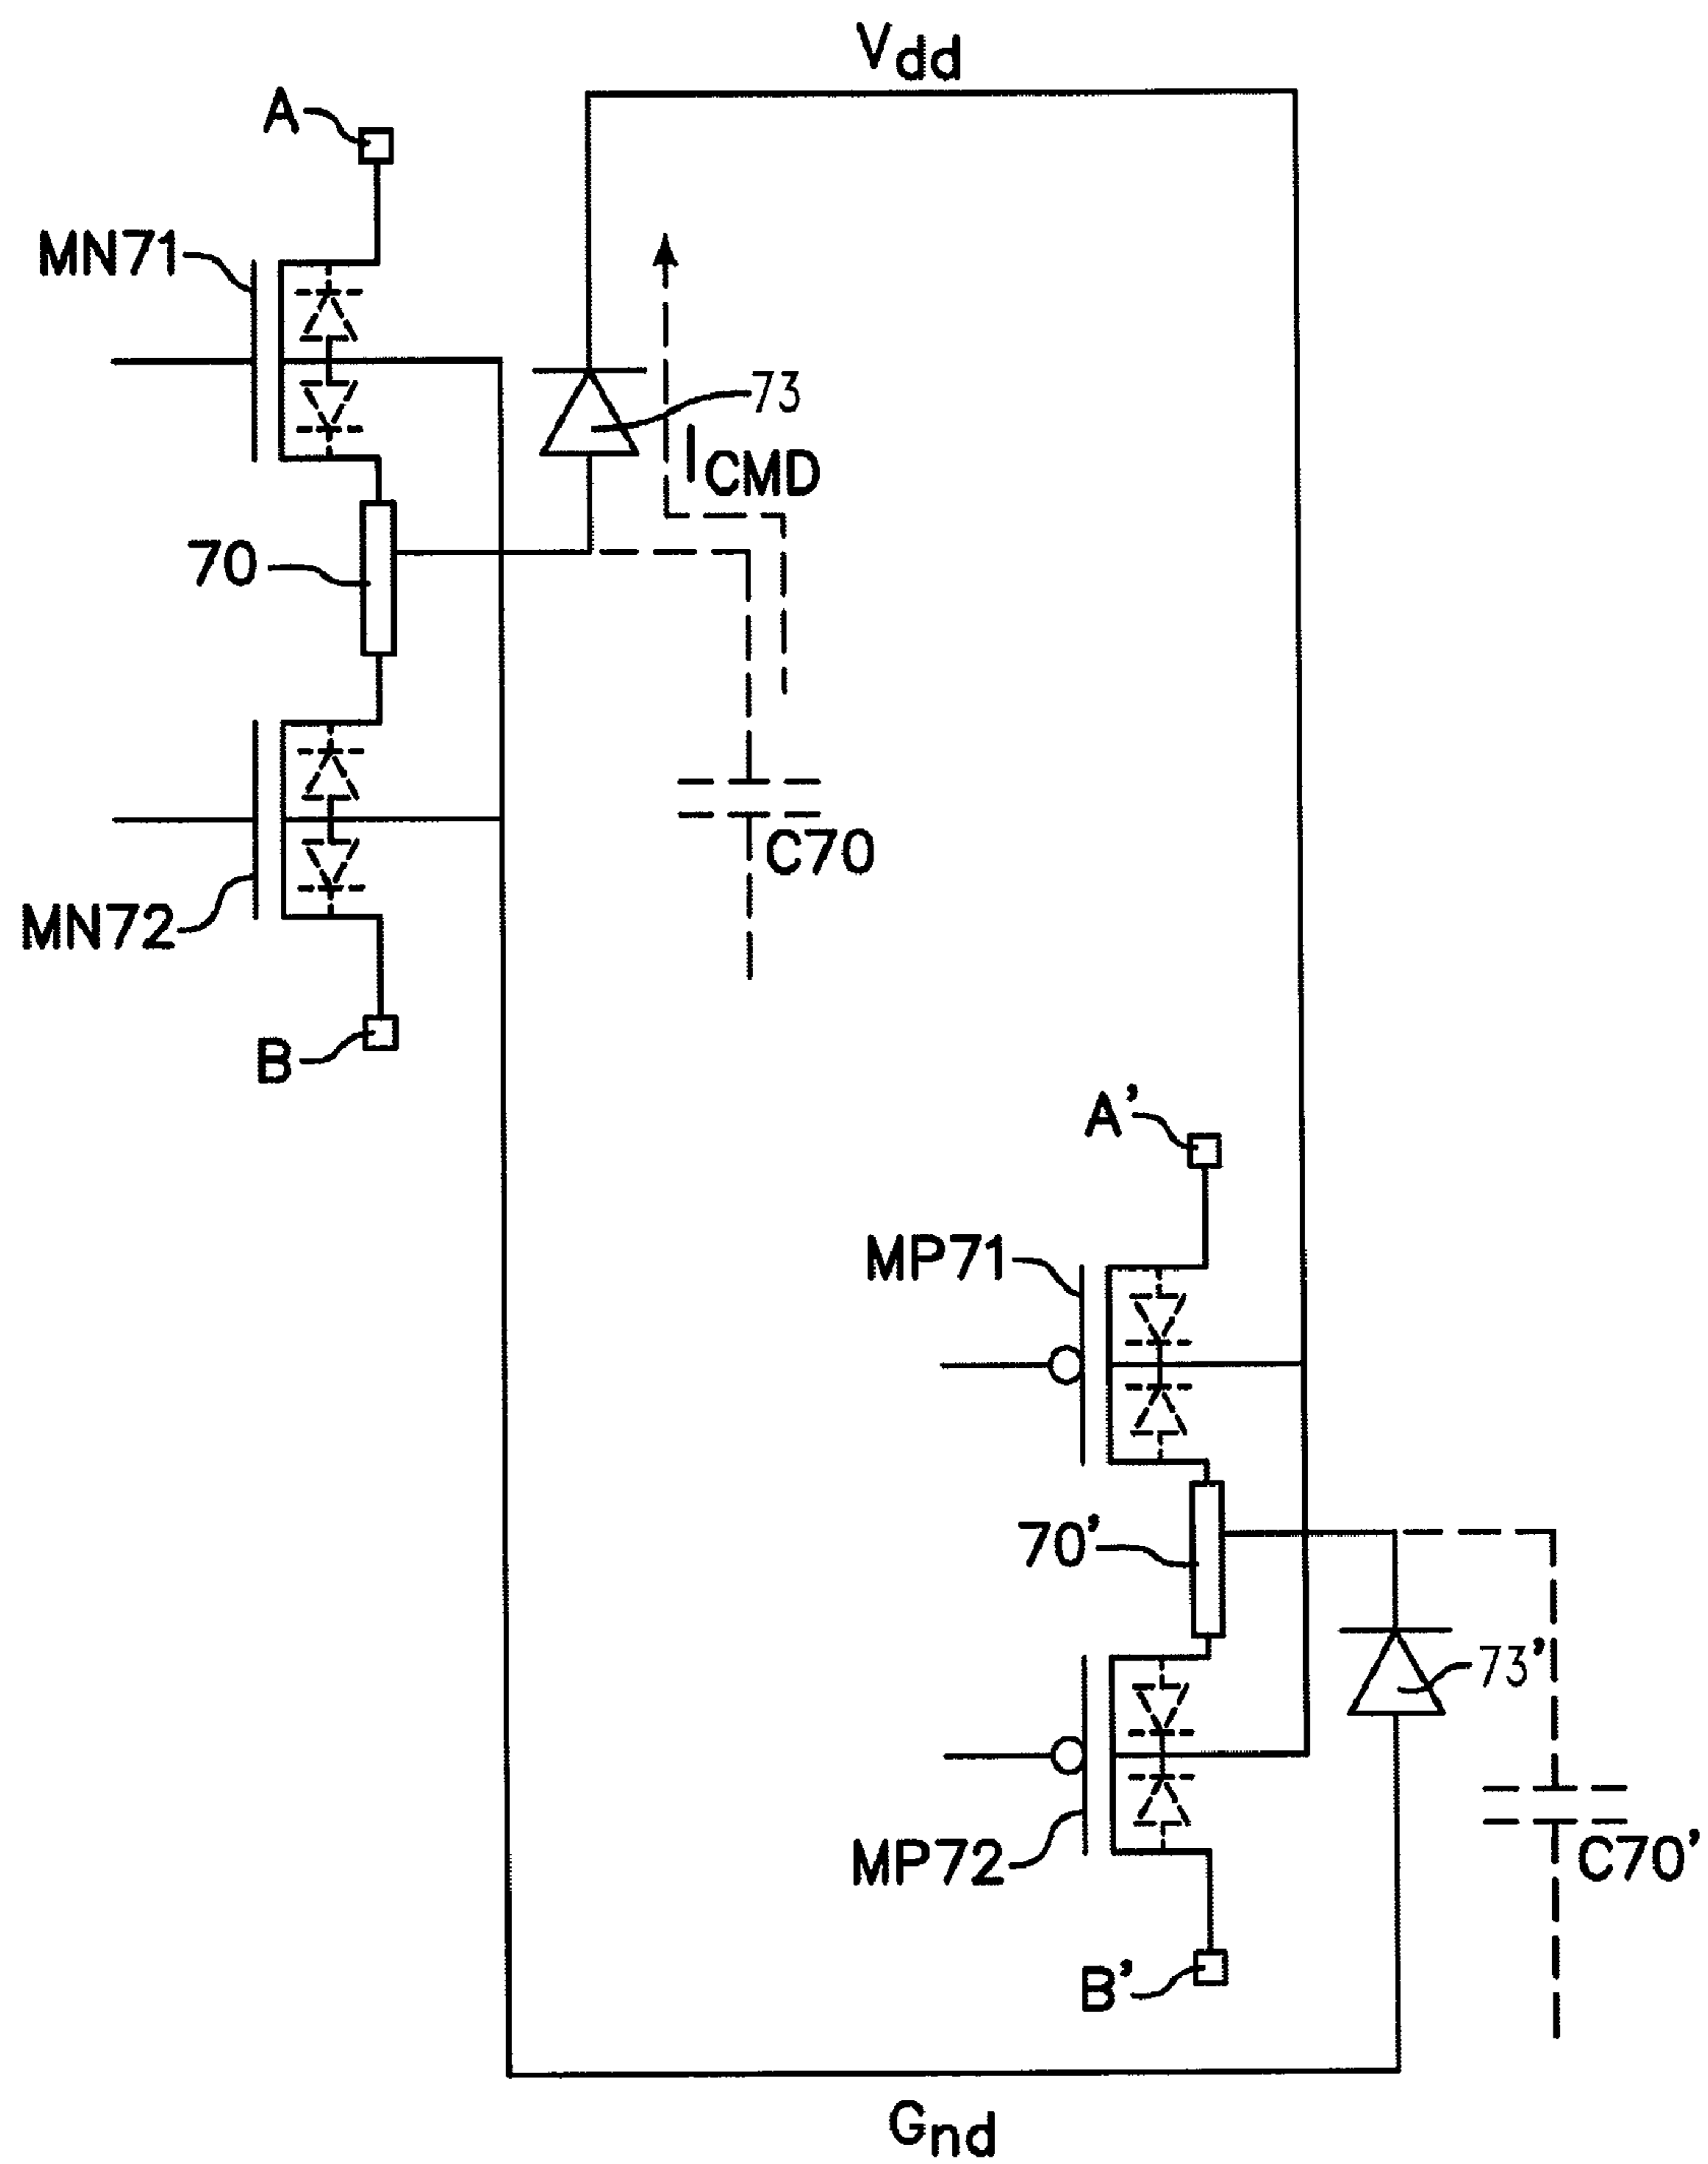 Vdd
A
MN71
73
ICMD
70
C70
MN72
B
A'
MP71
70'
73'
MP72
C70'
B'
Gnd